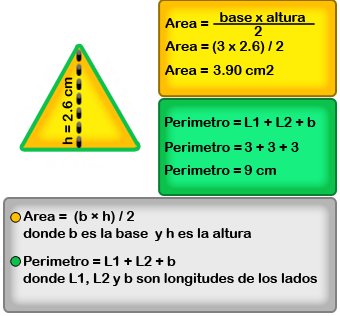 h = 2.6 cm
Area = base x altura
2
Area = (3 x 2.6) / 2
Area = 3.90 cm2
Perimetro = L1 + L2 + b
Perimetro = 3 + 3 + 3
Perimetro = 9 cm
Area = (b × h) / 2
donde b es la base y h es la altura
Perimetro = L1 + L2 + b
donde L1, L2 y b son longitudes de los lados